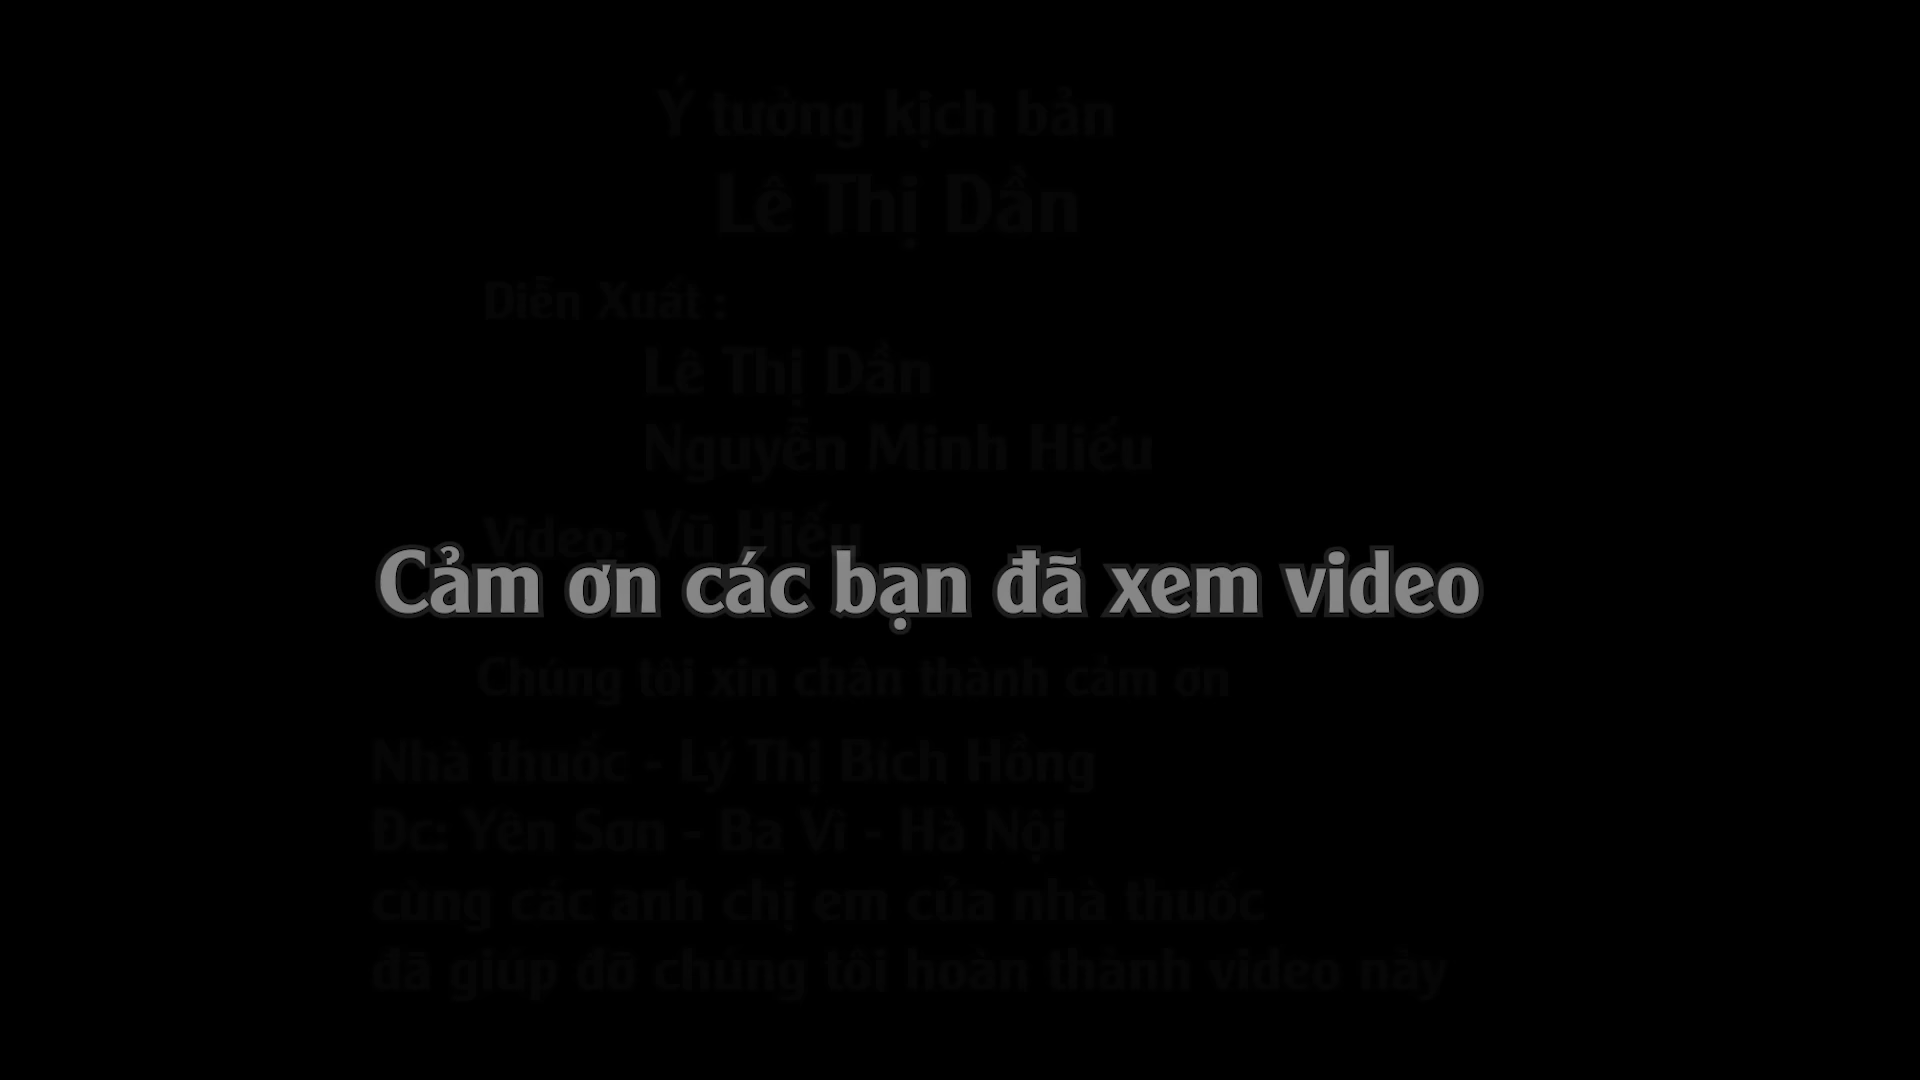 Ý tưởng kịch bản
Lê Thị Dần
Diễn Xuất :
Lê Thị Dần
Nguyễn Minh Hiếu
Video: Vũ Hiếu
Cảm ơn các bạn đã xem video
Chúng tôi xin chân thành cảm ơn
Nhà thuốc - Lý Thị Bích Hồng
Đc: Yên Sơn - Ba Vì - Hà Nội
cùng các anh chị em của nhà thuốc
đã giúp đỡ chúng tôi hoàn thành video này